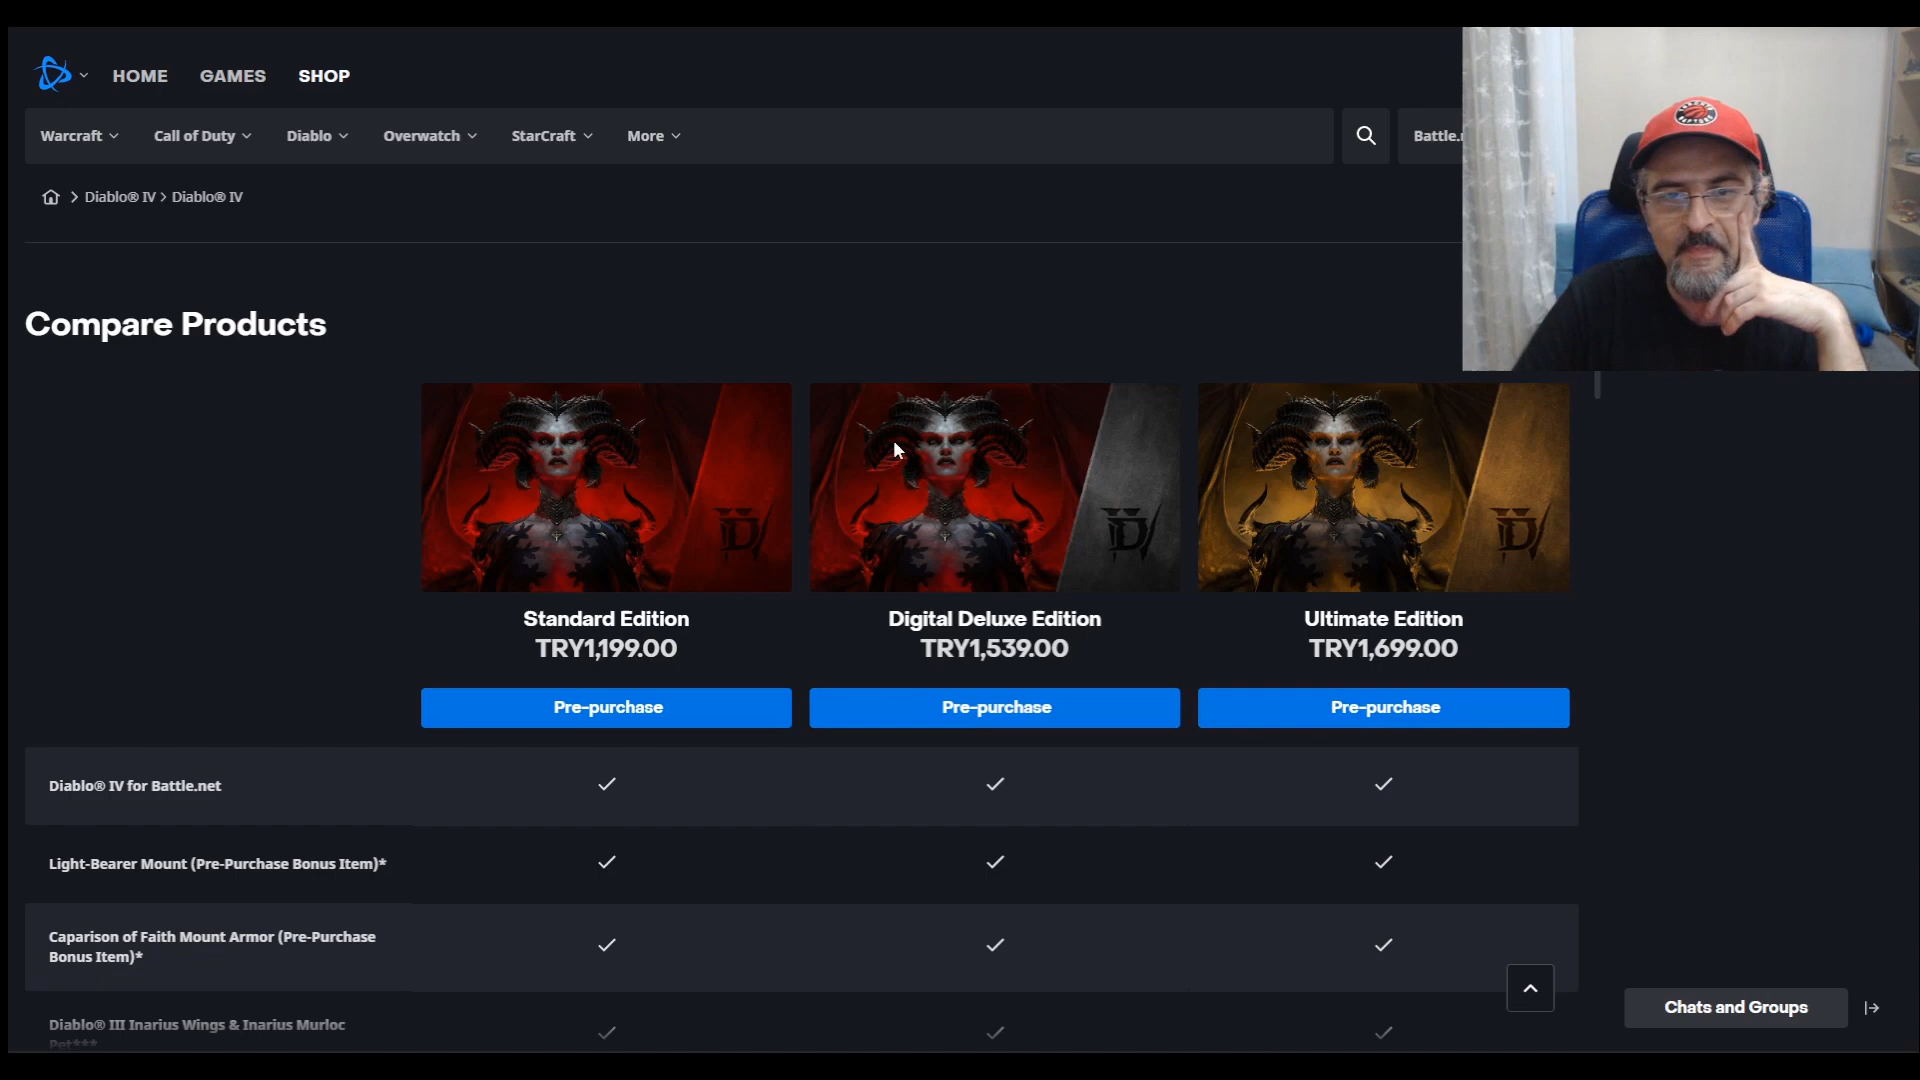 HOME GAMES SHOP
Warcraft Call of Duty Diablo Overwatch StarCraft More
Diablo® IV > Diablo® IV
Compare Products
Standard Edition Digital Deluxe Edition Ultimate Edition
TRY1,199.00 TRY1,539.00 TRY1,699.00
Pre-purchase Pre-purchase Pre-purchase
Diablo® IV for Battle.net
Light-Bearer Mount (Pre-Purchase Bonus Item)*
Caparison of Faith Mount Armor (Pre-Purchase
Bonus Item)*
Diablo® III Inarius Wings & Inarius Murloc
Pet***
Chats and Groups